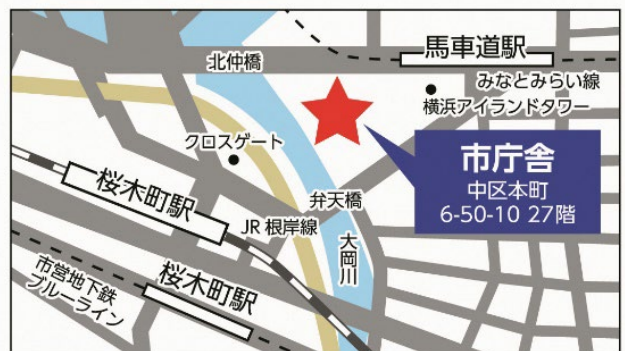 北仲橋
馬車道駅
みなとみらい線
横浜アイランドタワー
クロスゲート
市庁舎
中区本町
6-50-10 27階
桜木町駅
弁天橋
JR 根岸線
大岡川
市営地下鉄
ブルーライン
桜木町駅